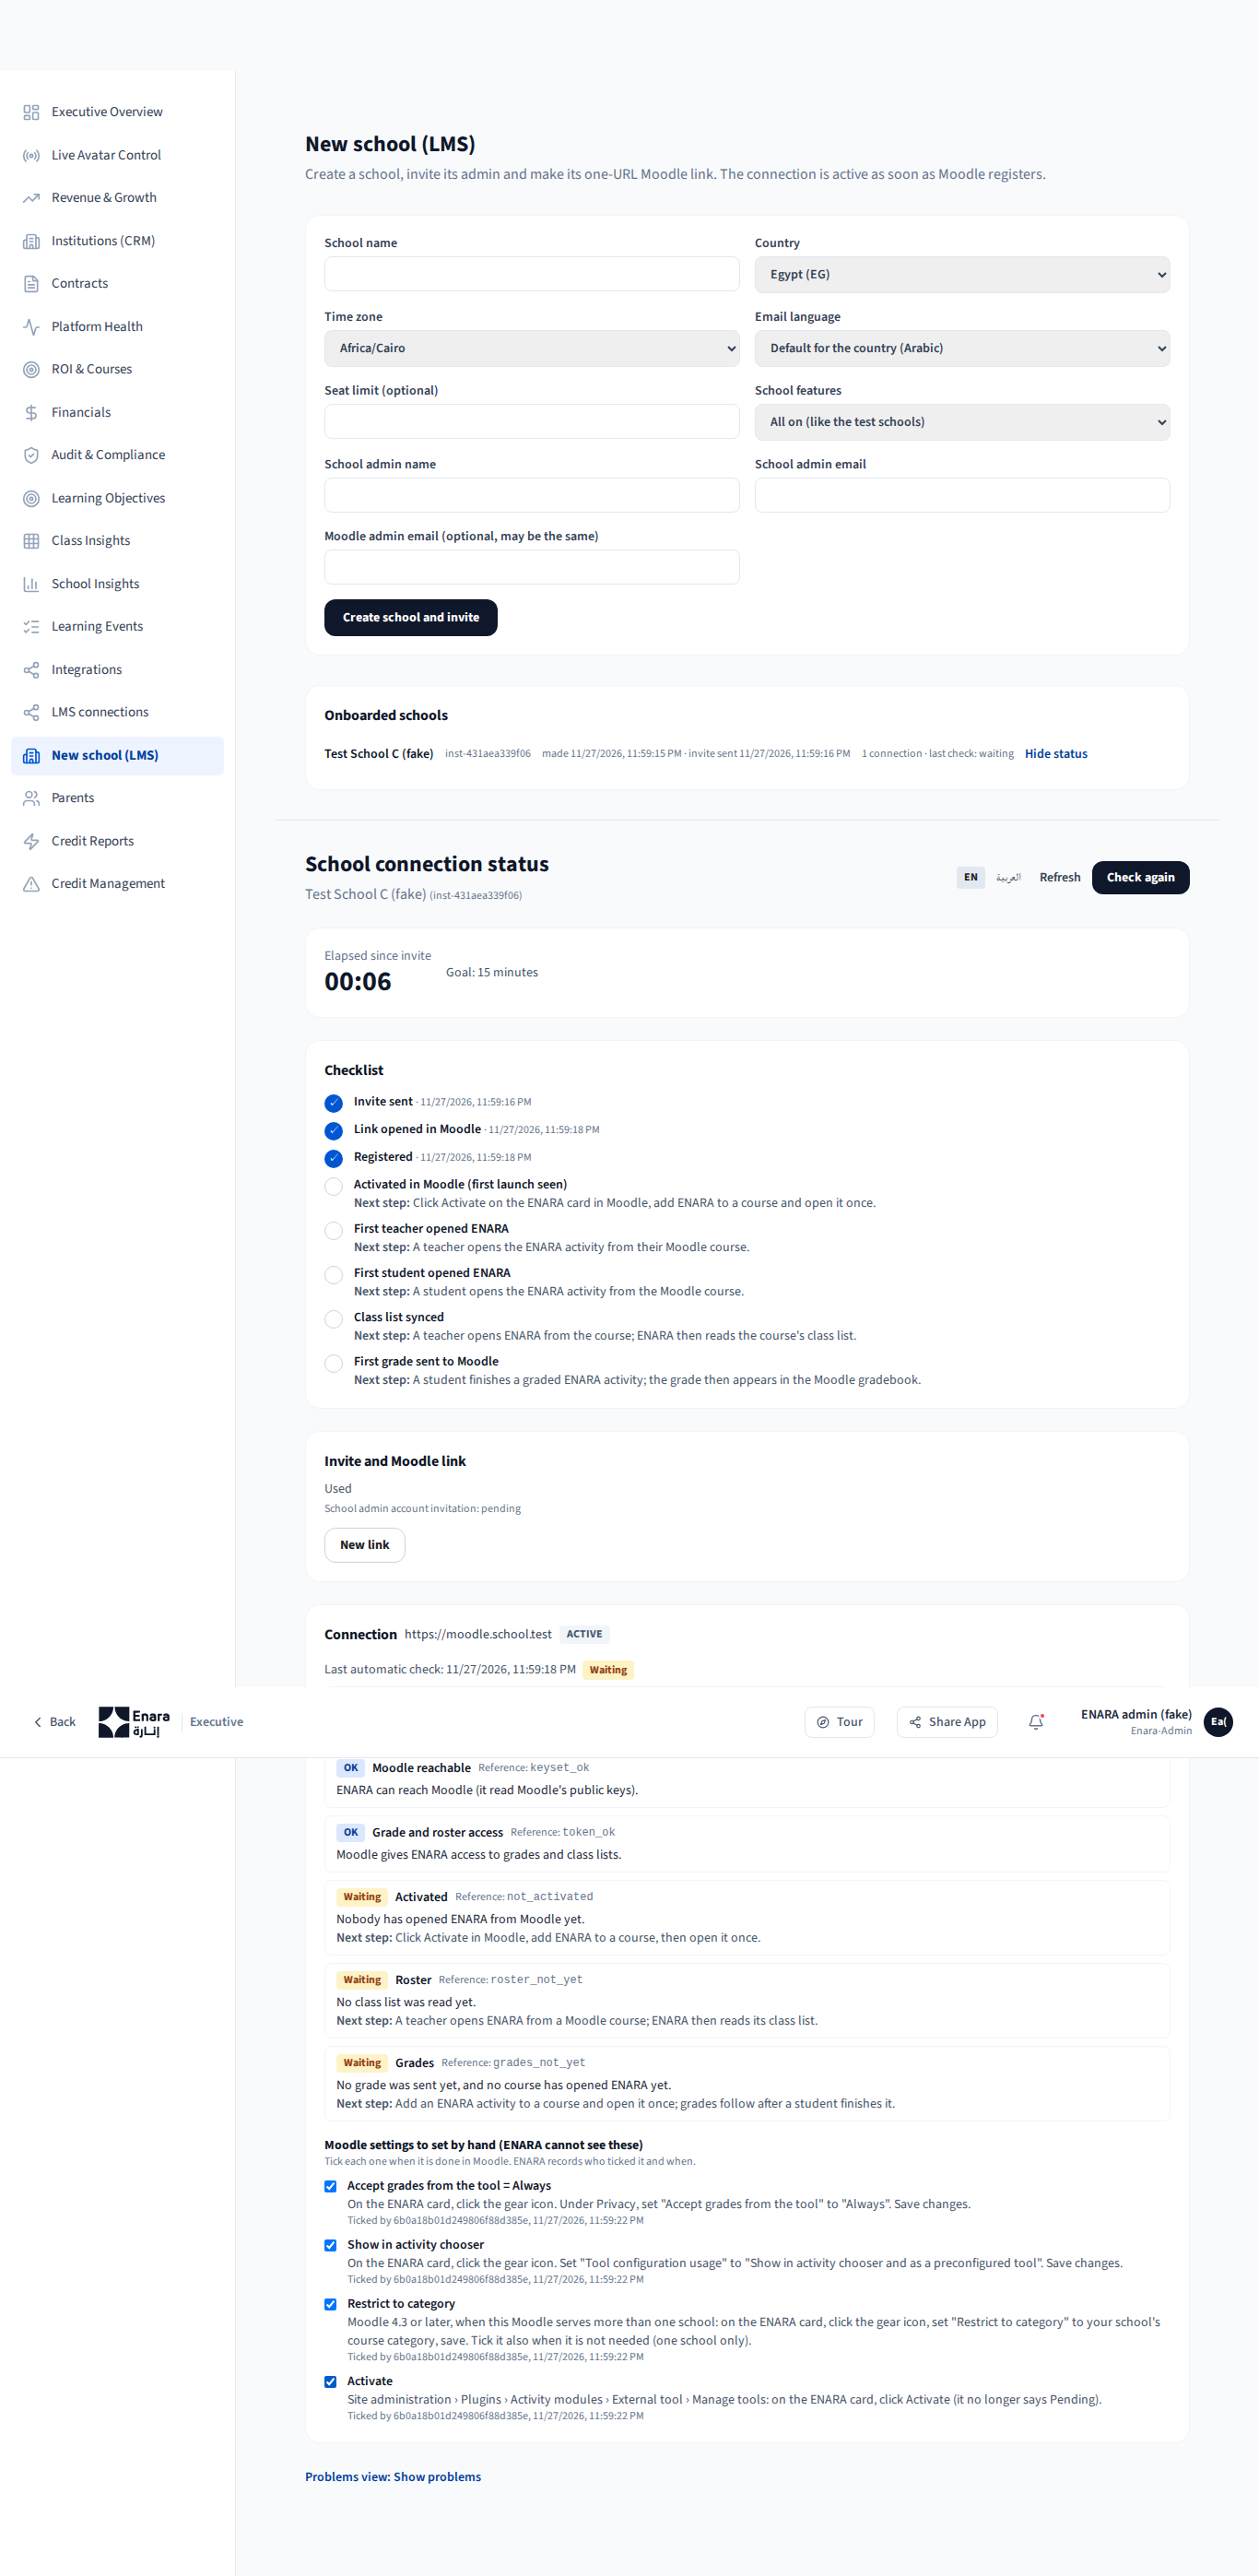 Executive Overview
Live Avatar Control
Revenue & Growth
Institutions (CRM)
Contracts
Platform Health
ROI & Courses
Financials
Audit & Compliance
Learning Objectives
Class Insights
School Insights
Learning Events
Integrations
LMS connections
New school (LMS)
Parents
Credit Reports
Credit Management
New school (LMS)
Create a school, invite its admin and make its one-URL Moodle link. The connection is active as soon as Moodle registers.
School name
Country
Egypt (EG)
Time zone
Africa/Cairo
Email language
Default for the country (Arabic)
Seat limit (optional)
School features
All on (like the test schools)
School admin name
School admin email
Moodle admin email (optional, may be the same)
Create school and invite
Onboarded schools
Test School C (fake) inst-431aea339f06 made 11/27/2026, 11:59:15 PM · invite sent 11/27/2026, 11:59:16 PM 1 connection · last check: waiting Hide status
School connection status
Test School C (fake) (inst-431aea339f06)
EN العربية Refresh Check again
Elapsed since invite
00:06
Goal: 15 minutes
Checklist
Invite sent · 11/27/2026, 11:59:16 PM
Link opened in Moodle · 11/27/2026, 11:59:18 PM
Registered · 11/27/2026, 11:59:18 PM
Activated in Moodle (first launch seen)
Next step: Click Activate on the ENARA card in Moodle, add ENARA to a course and open it once.
First teacher opened ENARA
Next step: A teacher opens the ENARA activity from their Moodle course.
First student opened ENARA
Next step: A student opens the ENARA activity from the Moodle course.
Class list synced
Next step: A teacher opens ENARA from the course; ENARA then reads the course's class list.
First grade sent to Moodle
Next step: A student finishes a graded ENARA activity; the grade then appears in the Moodle gradebook.
Invite and Moodle link
Used
School admin account invitation: pending
New link
Connection https://moodle.school.test ACTIVE
Last automatic check: 11/27/2026, 11:59:18 PM Waiting
Back
Enara
إنارة
Executive
Tour
Share App
ENARA admin (fake)
Enara-Admin
Ea(
OK Moodle reachable Reference: keyset_ok
ENARA can reach Moodle (it read Moodle's public keys).
OK Grade and roster access Reference: token_ok
Moodle gives ENARA access to grades and class lists.
Waiting Activated Reference: not_activated
Nobody has opened ENARA from Moodle yet.
Next step: Click Activate in Moodle, add ENARA to a course, then open it once.
Waiting Roster Reference: roster_not_yet
No class list was read yet.
Next step: A teacher opens ENARA from a Moodle course; ENARA then reads its class list.
Waiting Grades Reference: grades_not_yet
No grade was sent yet, and no course has opened ENARA yet.
Next step: Add an ENARA activity to a course and open it once; grades follow after a student finishes it.
Moodle settings to set by hand (ENARA cannot see these)
Tick each one when it is done in Moodle. ENARA records who ticked it and when.
Accept grades from the tool = Always
On the ENARA card, click the gear icon. Under Privacy, set "Accept grades from the tool" to "Always". Save changes.
Ticked by 6b0a18b01d249806f88d385e, 11/27/2026, 11:59:22 PM
Show in activity chooser
On the ENARA card, click the gear icon. Set "Tool configuration usage" to "Show in activity chooser and as a preconfigured tool". Save changes.
Ticked by 6b0a18b01d249806f88d385e, 11/27/2026, 11:59:22 PM
Restrict to category
Moodle 4.3 or later, when this Moodle serves more than one school: on the ENARA card, click the gear icon, set "Restrict to category" to your school's
course category, save. Tick it also when it is not needed (one school only).
Ticked by 6b0a18b01d249806f88d385e, 11/27/2026, 11:59:22 PM
Activate
Site administration › Plugins › Activity modules › External tool › Manage tools: on the ENARA card, click Activate (it no longer says Pending).
Ticked by 6b0a18b01d249806f88d385e, 11/27/2026, 11:59:22 PM
Problems view: Show problems